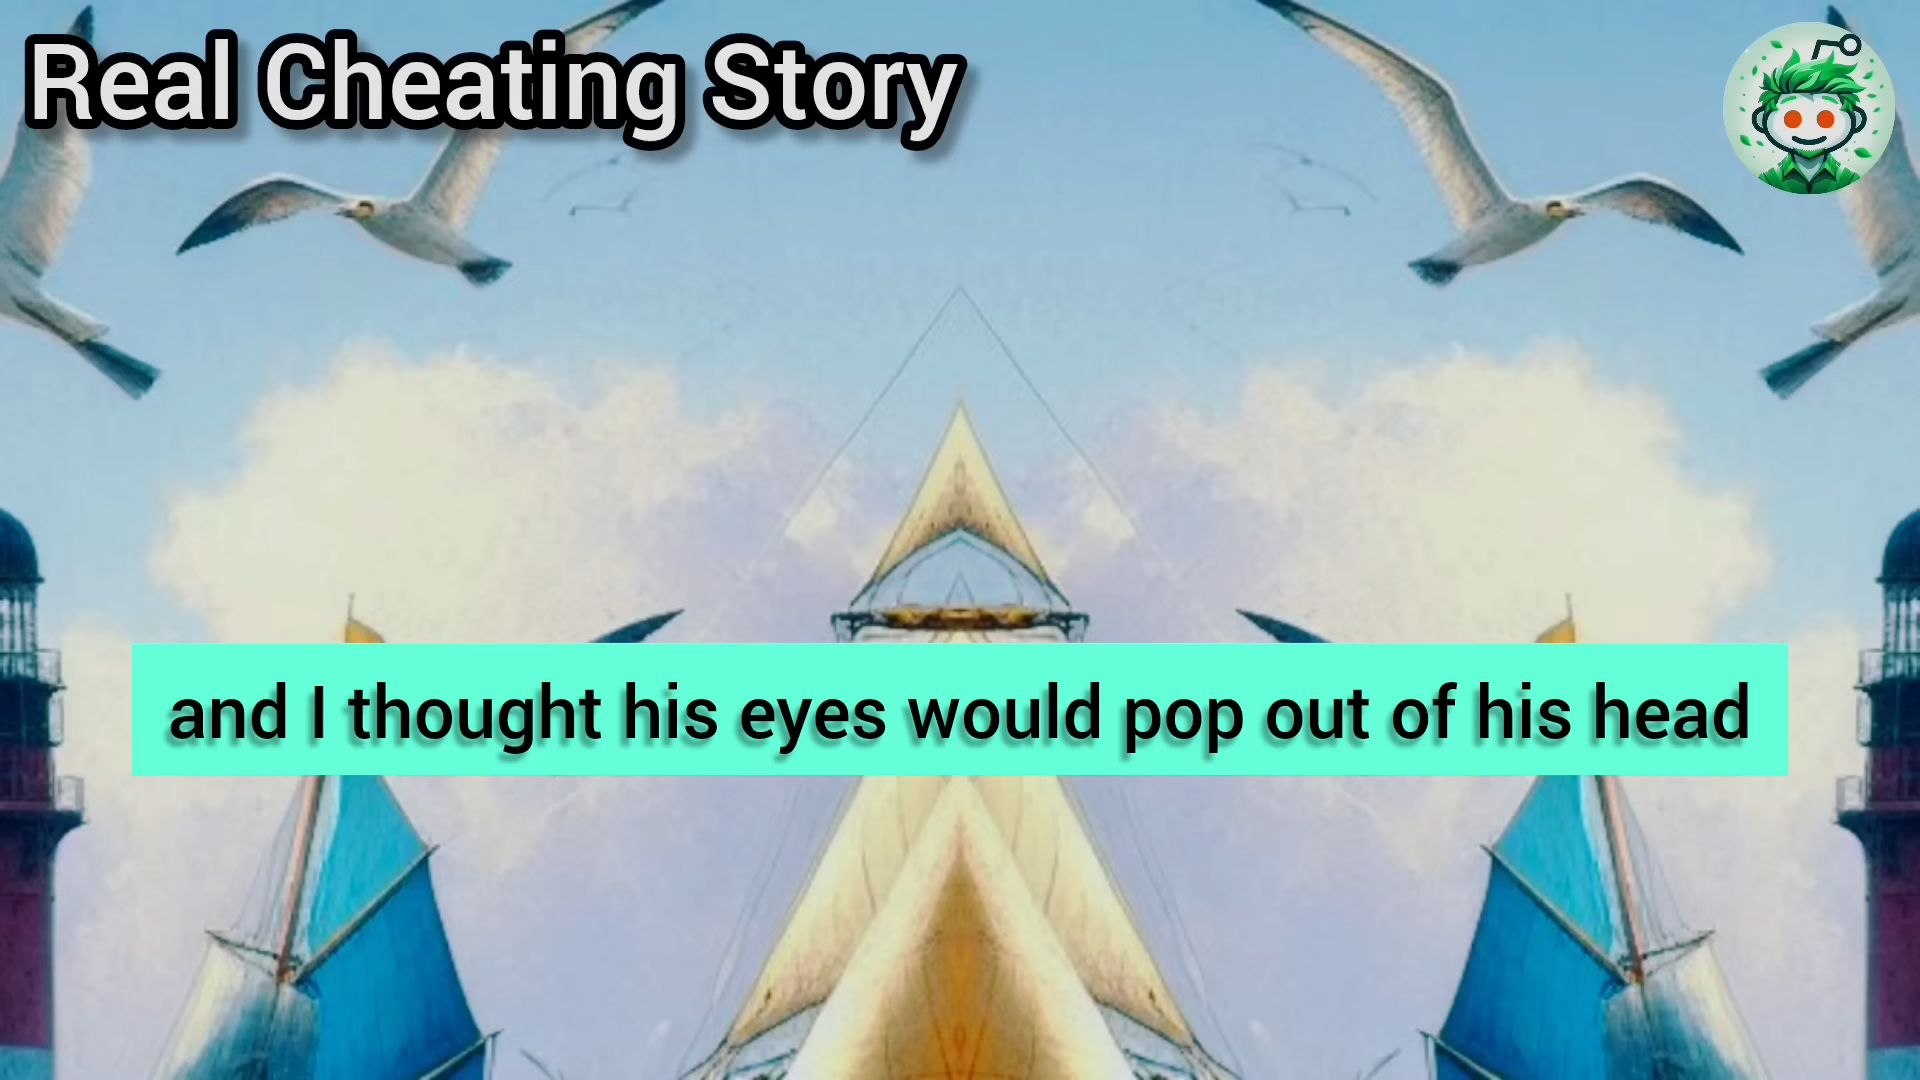 Real Cheating Story
and I thought his eyes would pop out of his head